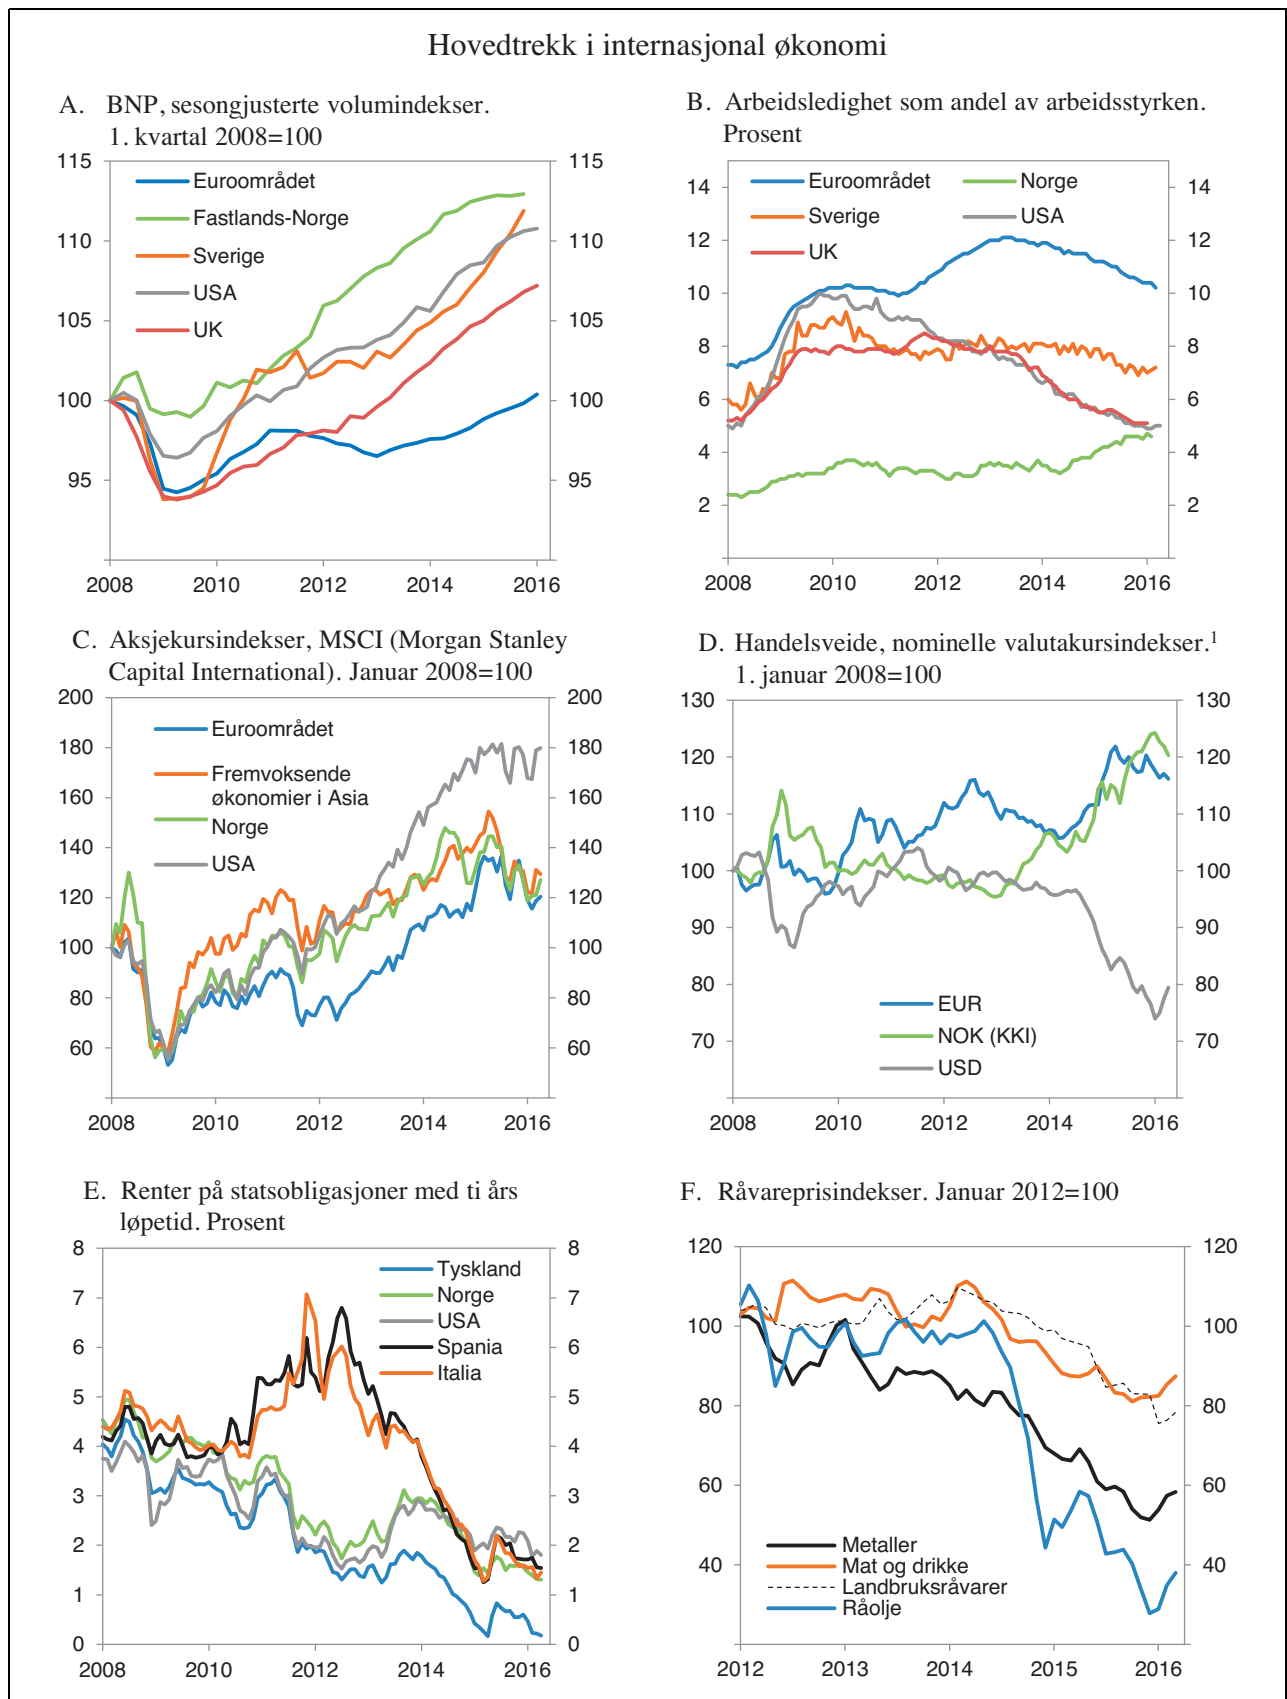 Hovedtrekk i internasjonal økonomi
A. BNP, sesongjusterte volumindekser.
1. kvartal 2008=100
115 115
110 110
105 105
100 100
95 95
Euroområdet
Fastlands-Norge
Sverige
USA
UK
2008 2010 2012 2014 2016
B. Arbeidsledighet som andel av arbeidsstyrken.
Prosent
14 14
12 12
10 10
8 8
6 6
4 4
2 2
Euroområdet Norge
Sverige USA
UK
2008 2010 2012 2014 2016
C. Aksjekursindekser, MSCI (Morgan Stanley
Capital International). Januar 2008=100
200 200
180 180
160 160
140 140
120 120
100 100
80 80
60 60
Euroområdet
Fremvoksende
økonomier i Asia
Norge
USA
2008 2010 2012 2014 2016
D. Handelsveide, nominelle valutakursindekser.1
1. januar 2008=100
130 130
120 120
110 110
100 100
90 90
80 80
70 70
EUR
NOK (KKI)
USD
2008 2010 2012 2014 2016
E. Renter på statsobligasjoner med ti års
løpetid. Prosent
8 8
7 7
6 6
5 5
4 4
3 3
2 2
1 1
0 0
Tyskland
Norge
USA
Spania
Italia
2008 2010 2012 2014 2016
F. Råvareprisindekser. Januar 2012=100
120 120
100 100
80 80
60 60
40 40
Metaller
Mat og drikke
Landbruksråvarer
Råolje
2012 2013 2014 2015 2016